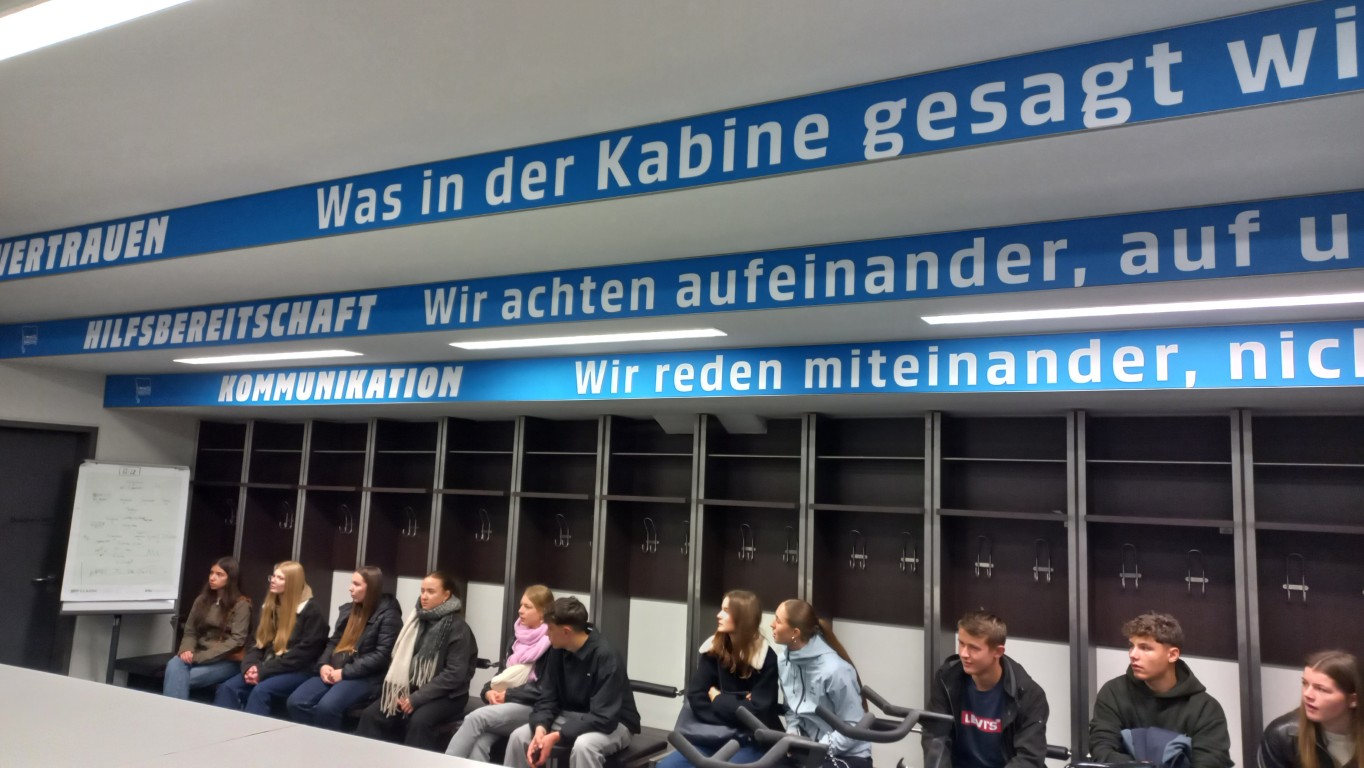 VERTRAUEN Was in der Kabine gesagt wi
HILFSBEREITSCHAFT Wir achten aufeinander, auf u
KOMMUNIKATION Wir reden miteinander, nic
LEVI'S